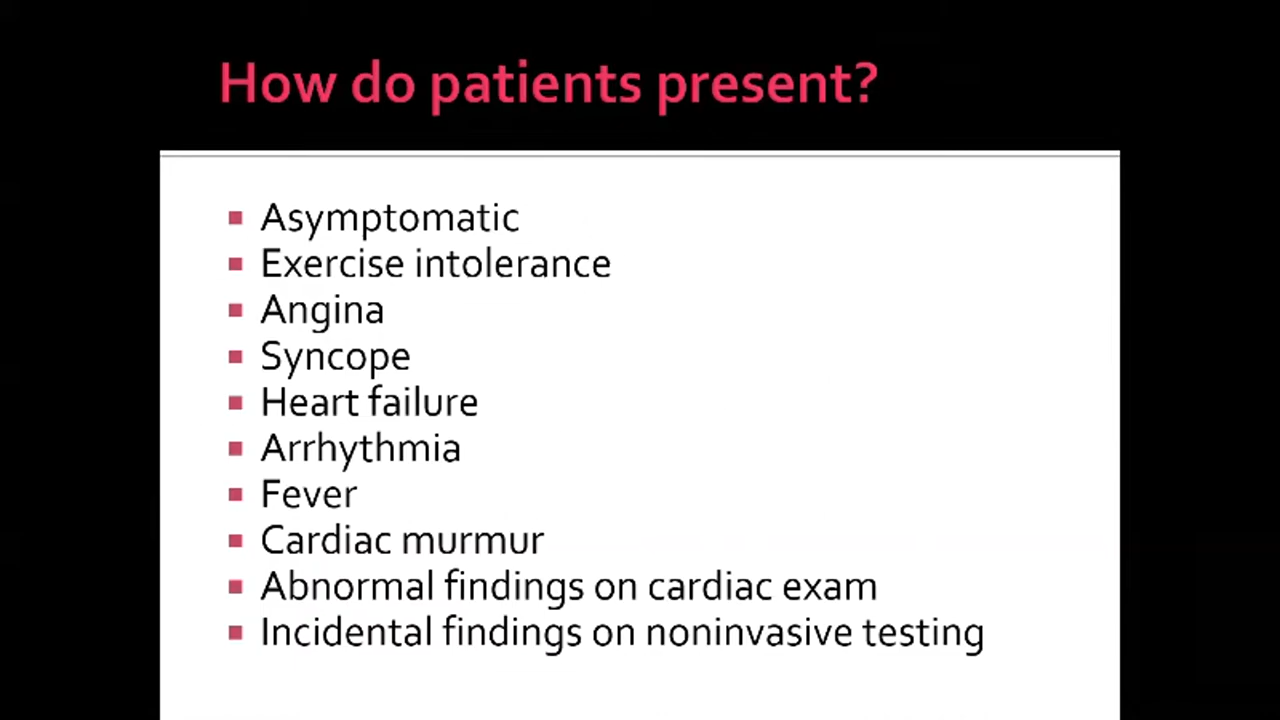 How do patients present?
Asymptomatic
Exercise intolerance
Angina
Syncope
Heart failure
Arrhythmia
Fever
Cardiac murmur
Abnormal findings on cardiac exam
Incidental findings on noninvasive testing